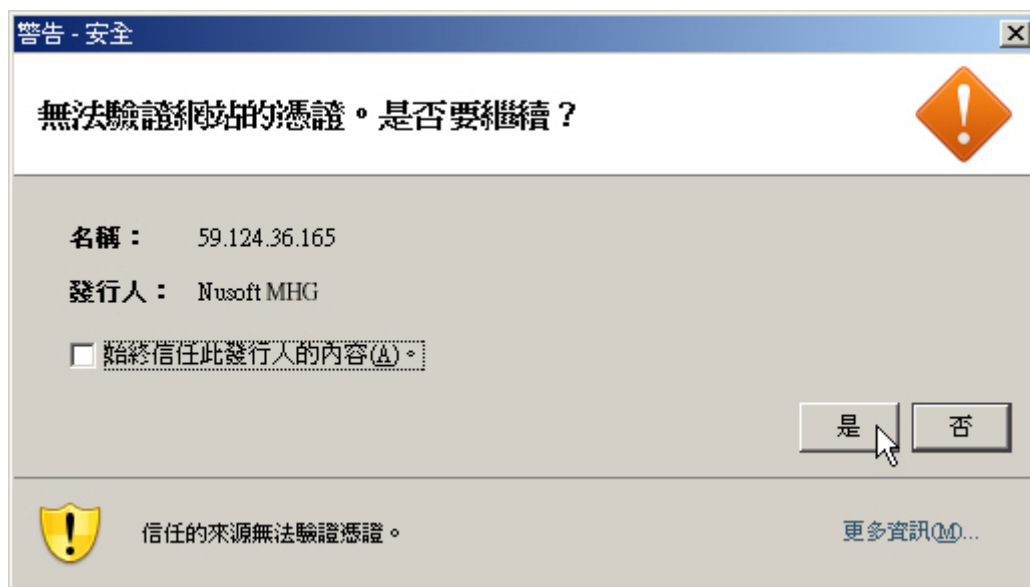 警告 - 安全
無法驗證網站的憑證。是否要繼續？
名稱： 59.124.36.165
發行人： Nusoft MHG
始終信任此發行人的內容(A)。
是 否
信任的來源無法驗證憑證。 更多資訊(M)...